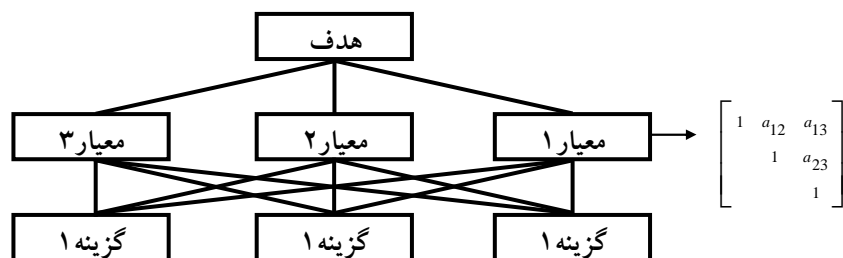 هدف
معیار۱ معیار۲ معیار۳
1 a12 a13
1 a23
1
گزینه۱ گزینه۱ گزینه۱